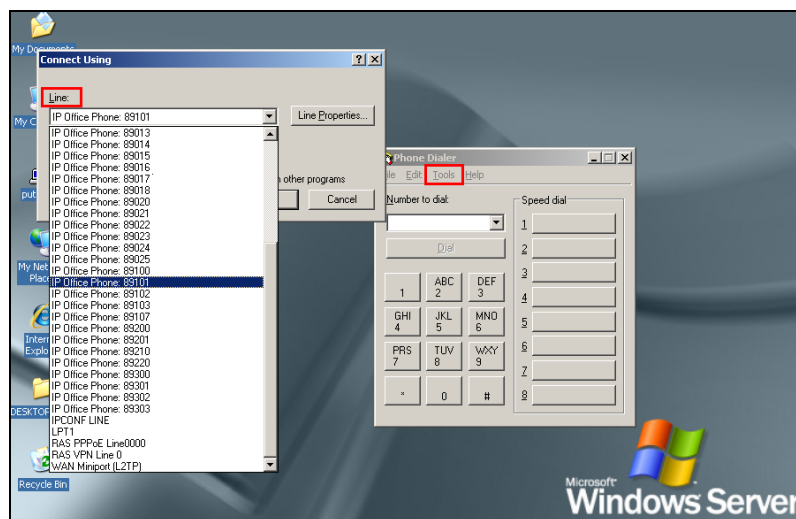 My Documents
Connect Using
Line:
IP Office Phone: 89101
Line Properties...
My C
IP Office Phone: 89013
IP Office Phone: 89014
IP Office Phone: 89015
IP Office Phone: 89016
IP Office Phone: 89017
IP Office Phone: 89018
IP Office Phone: 89020
IP Office Phone: 89021
IP Office Phone: 89022
IP Office Phone: 89023
IP Office Phone: 89024
IP Office Phone: 89025
IP Office Phone: 89100
IP Office Phone: 89101
IP Office Phone: 89102
IP Office Phone: 89103
IP Office Phone: 89107
IP Office Phone: 89200
IP Office Phone: 89201
IP Office Phone: 89210
IP Office Phone: 89220
IP Office Phone: 89300
IP Office Phone: 89301
IP Office Phone: 89302
IP Office Phone: 89303
IPCONF LINE
LPT1
RAS PPPoE Line0000
RAS VPN Line 0
WAN Miniport (L2TP)
other programs
Cancel
put
My Net
Place
Intern
Explo
DESKTOP
Recycle Bin
Phone Dialer
ile Edit Tools Help
Number to dial:
Dial
1
ABC 2
DEF 3
GHI 4
JKL 5
MNO 6
PRS 7
TUV 8
WXY 9
*
0
#
Speed dial
1
2
3
4
5
6
7
8
Microsoft
Windows Server